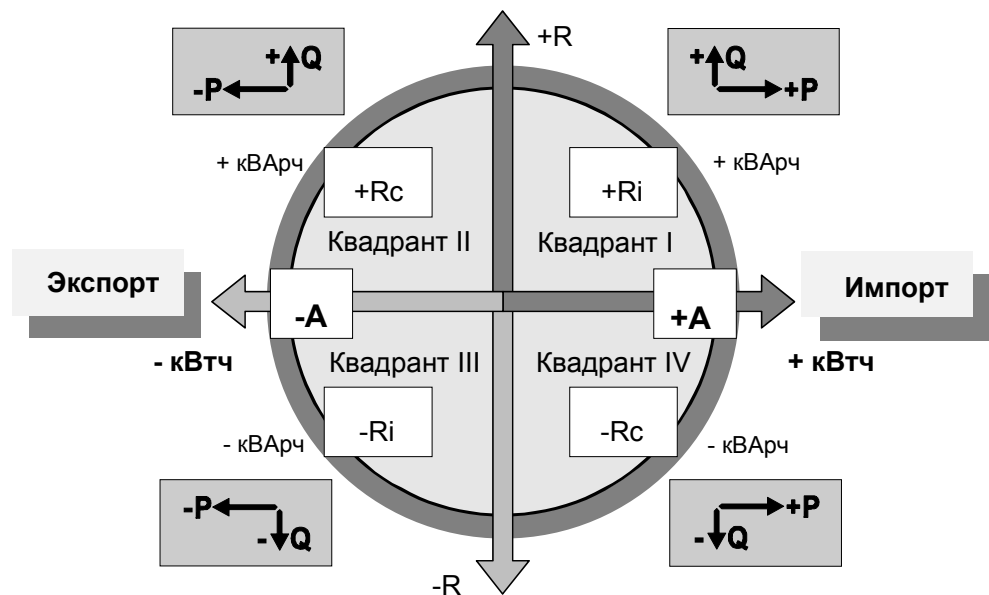 +R
+Q
-P
+Q
+P
+ кВАрч
+ кВАрч
+Rc
+Ri
Квадрант II
Квадрант I
Экспорт
Импорт
-A
+A
- кВтч
+ кВтч
Квадрант III
Квадрант IV
-Ri
-Rc
- кВАрч
- кВАрч
-P
-Q
+P
-Q
-R